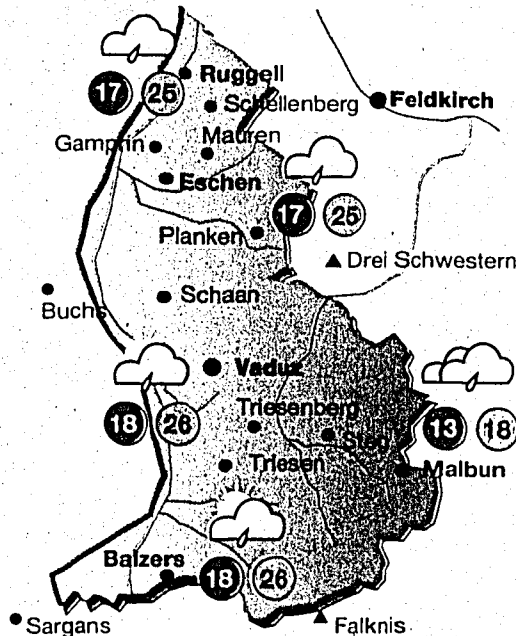 Ruggell
17 25
Schellenberg
Feldkirch
Gamprin
Mauren
Eschen
17 25
Planken
Drei Schwestern
Buchs
Schaan
Vaduz
18 26
Triesenberg
Steg
13 18
Triesen
Malbun
Balzers
18 26
Sargans
Falknis